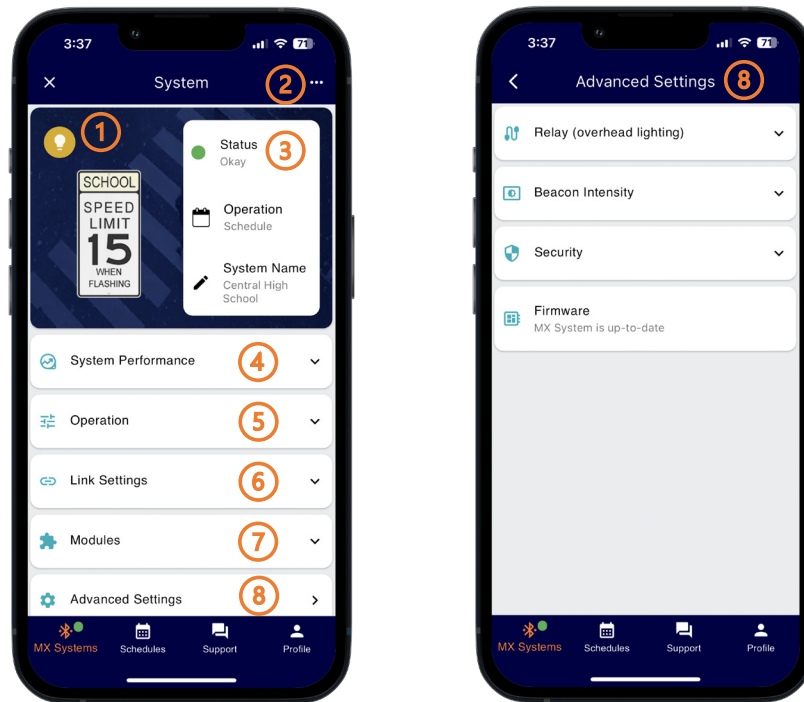 3:37
71
System
2
1
Status
3
Okay
Operation
Schedule
System Name
Central High
School
SCHOOL
SPEED
LIMIT
15
WHEN
FLASHING
System Performance
4
Operation
5
Link Settings
6
Modules
7
Advanced Settings
8
MX Systems
Schedules
Support
Profile
3:37
71
Advanced Settings
8
Relay (overhead lighting)
Beacon Intensity
Security
Firmware
MX System is up-to-date
MX Systems
Schedules
Support
Profile